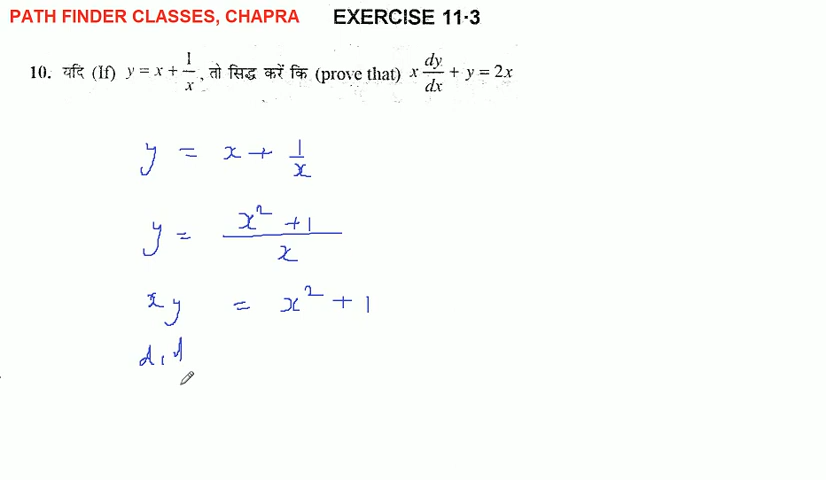 PATH FINDER CLASSES, CHAPRA EXERCISE 11·3
10. यदि (If) y = x + 1/x, तो सिद्ध करें कि (prove that) x dy/dx + y = 2x
y = x + 1/x
y = (x² + 1)/x
xy = x² + 1